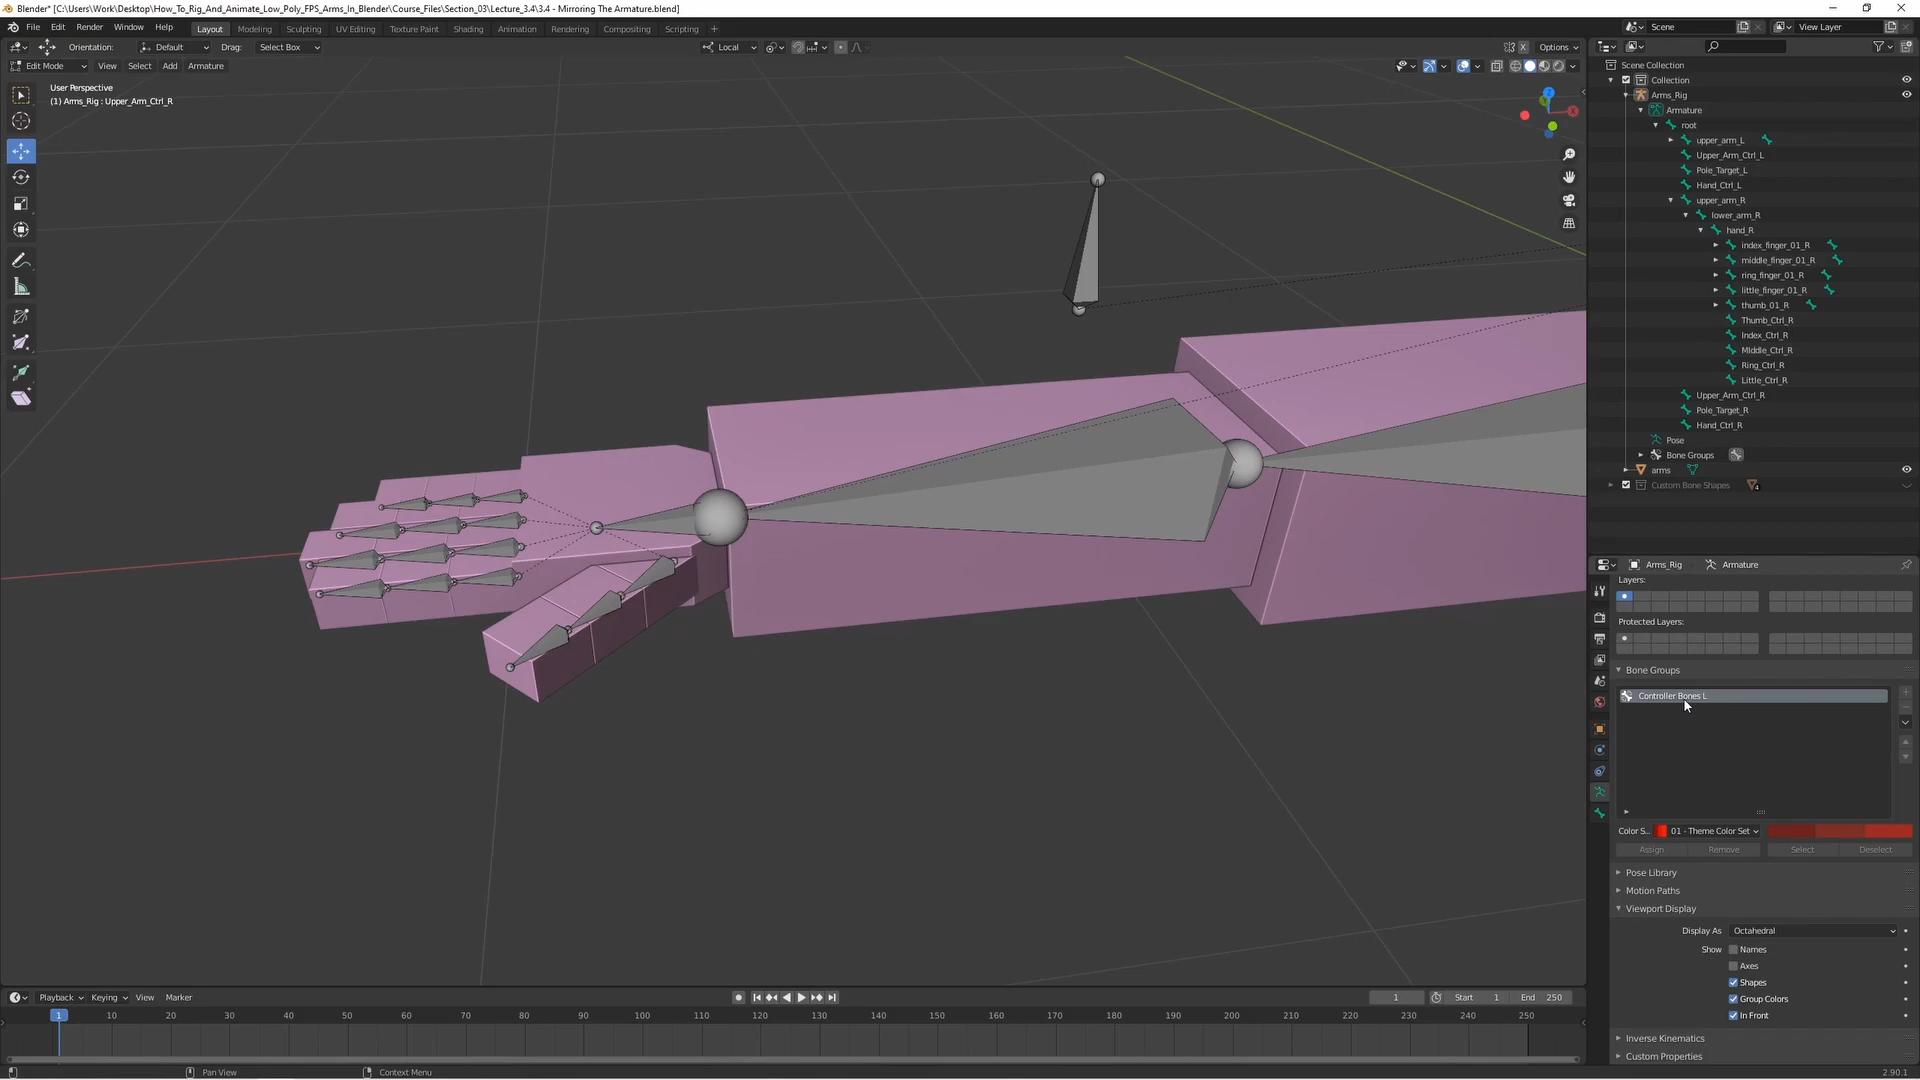 Blender* [C:\Users\Work\Desktop\How_To_Rig_And_Animate_Low_Poly_FPS_Arms_In_Blender\Course_Files\Section_03\Lecture_3.4\3.4 - Mirroring The Armature.blend]
File Edit Render Window Help
Layout Modeling Sculpting UV Editing Texture Paint Shading Animation Rendering Compositing Scripting +
Scene
View Layer
Orientation: Default Drag: Select Box
Local
X
Options
Edit Mode View Select Add Armature
User Perspective
(1) Arms_Rig : Upper_Arm_Ctrl_R
Z
X
Scene Collection
Collection
Arms_Rig
Armature
root
upper_arm_L
Upper_Arm_Ctrl_L
Pole_Target_L
Hand_Ctrl_L
upper_arm_R
lower_arm_R
hand_R
index_finger_01_R
middle_finger_01_R
ring_finger_01_R
little_finger_01_R
thumb_01_R
Thumb_Ctrl_R
Index_Ctrl_R
Middle_Ctrl_R
Ring_Ctrl_R
Little_Ctrl_R
Upper_Arm_Ctrl_R
Pole_Target_R
Hand_Ctrl_R
Pose
Bone Groups
arms
Custom Bone Shapes
4
Arms_Rig Armature
Layers:
Protected Layers:
Bone Groups
Controller Bones L
Color S... 01 - Theme Color Set
Assign Remove Select Deselect
Pose Library
Motion Paths
Viewport Display
Display As Octahedral
Show Names
Axes
Shapes
Group Colors
In Front
Inverse Kinematics
Custom Properties
Playback Keying View Marker
1 Start 1 End 250
1 10 20 30 40 50 60 70 80 90 100 110 120 130 140 150 160 170 180 190 200 210 220 230 240 250
Pan View
Context Menu
2.90.1